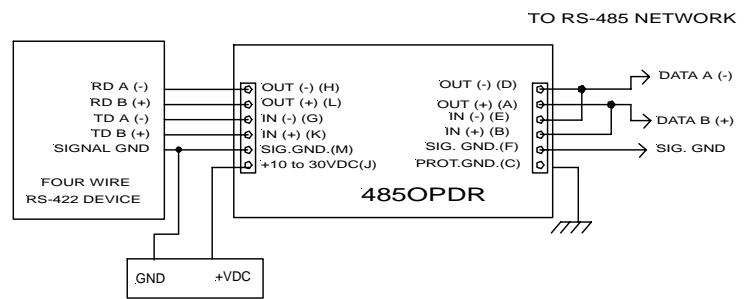 TO RS-485 NETWORK
RD A (-)
RD B (+)
TD A (-)
TD B (+)
SIGNAL GND
FOUR WIRE
RS-422 DEVICE
OUT (-) (H)
OUT (+) (L)
IN (-) (G)
IN (+) (K)
SIG.GND.(M)
+10 to 30VDC(J)
OUT (-) (D)
OUT (+) (A)
IN (-) (E)
IN (+) (B)
SIG. GND.(F)
PROT.GND.(C)
485OPDR
DATA A (-)
DATA B (+)
SIG. GND
GND
+VDC